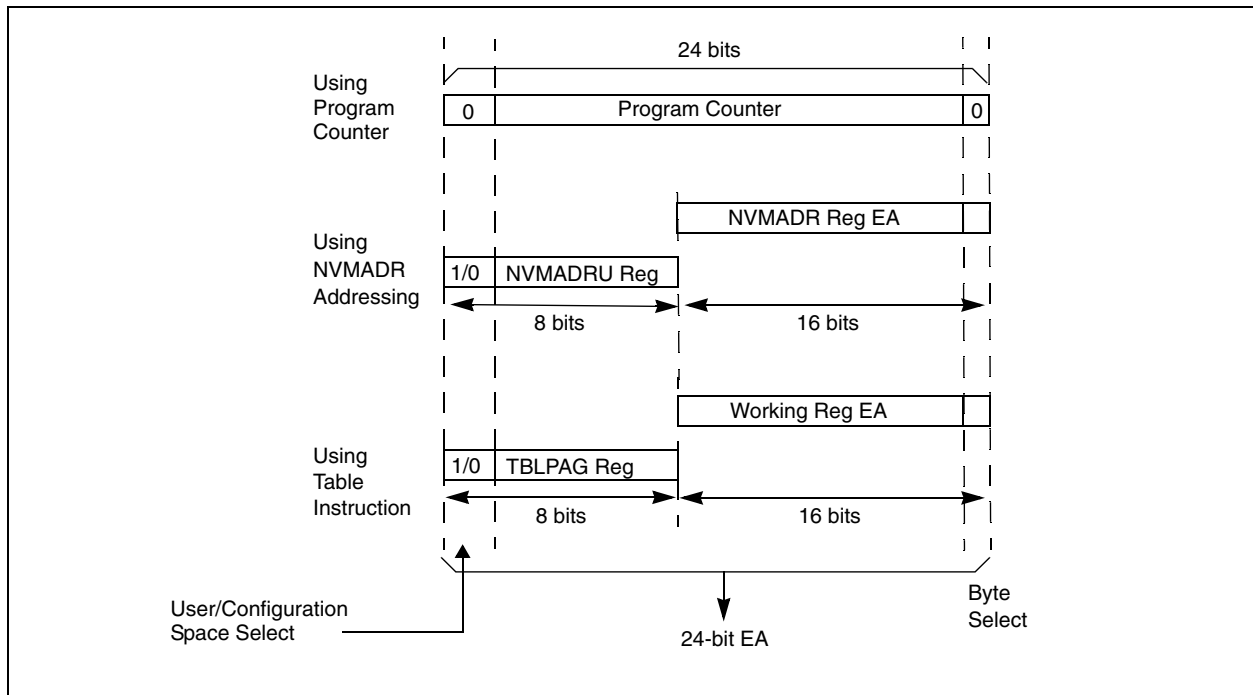 24 bits
Using
Program
Counter
0
Program Counter
0
NVMADR Reg EA
Using
NVMADR
Addressing
1/0
NVMADRU Reg
8 bits
16 bits
Working Reg EA
Using
Table
Instruction
1/0
TBLPAG Reg
8 bits
16 bits
User/Configuration
Space Select
24-bit EA
Byte
Select